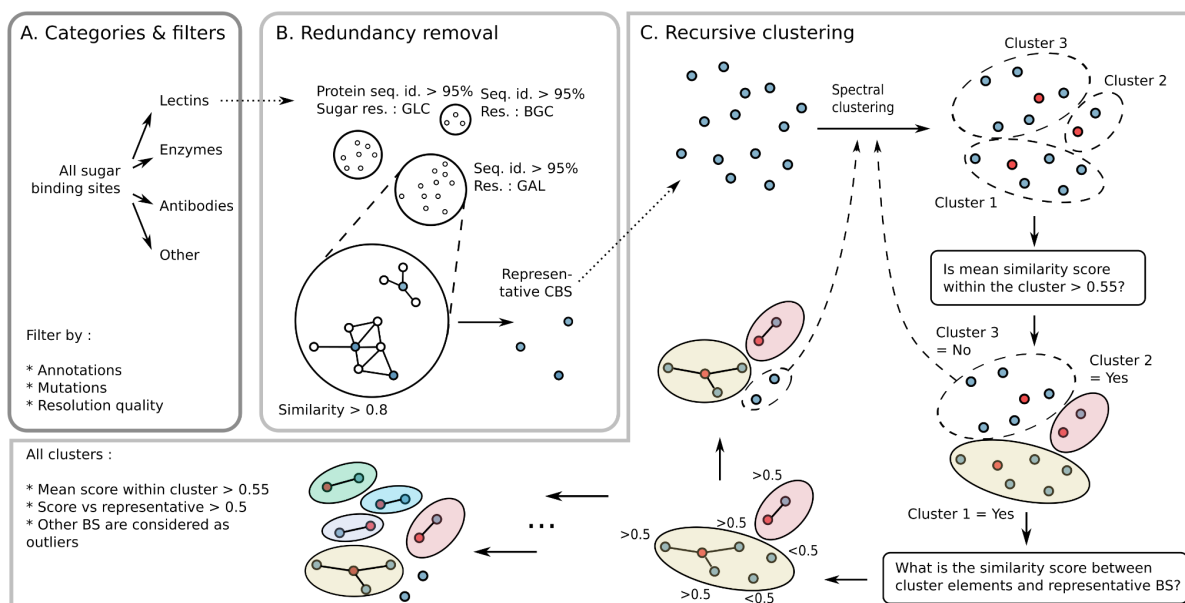 A. Categories & filters
Lectins
Enzymes
All sugar
binding sites
Antibodies
Other
Filter by :
* Annotations
* Mutations
* Resolution quality
B. Redundancy removal
Protein seq. id. > 95%
Sugar res. : GLC
Seq. id. > 95%
Res. : BGC
Seq. id. > 95%
Res. : GAL
Represen-
tative CBS
Similarity > 0.8
C. Recursive clustering
Spectral
clustering
Cluster 3
Cluster 2
Cluster 1
Is mean similarity score
within the cluster > 0.55?
Cluster 3
= No
Cluster 2
= Yes
Cluster 1 = Yes
What is the similarity score between
cluster elements and representative BS?
>0.5
>0.5
>0.5
<0.5
>0.5
<0.5
...
All clusters :
* Mean score within cluster > 0.55
* Score vs representative > 0.5
* Other BS are considered as
outliers